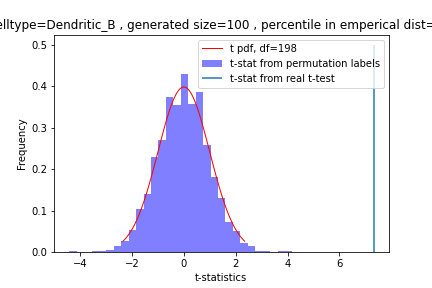 elltype=Dendritic_B , generated size=100 , percentile in emperical dist=
t pdf, df=198
t-stat from permutation labels
t-stat from real t-test
Frequency
0.5
0.4
0.3
0.2
0.1
0.0
−4
−2
0
2
4
6
t-statistics